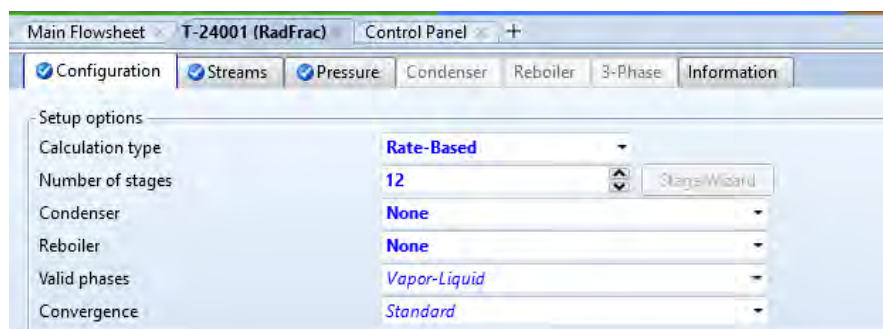 Main Flowsheet T-24001 (RadFrac) Control Panel +
Configuration Streams Pressure Condenser Reboiler 3-Phase Information
Setup options
Calculation type Rate-Based
Number of stages 12 Stage Wizard
Condenser None
Reboiler None
Valid phases Vapor-Liquid
Convergence Standard